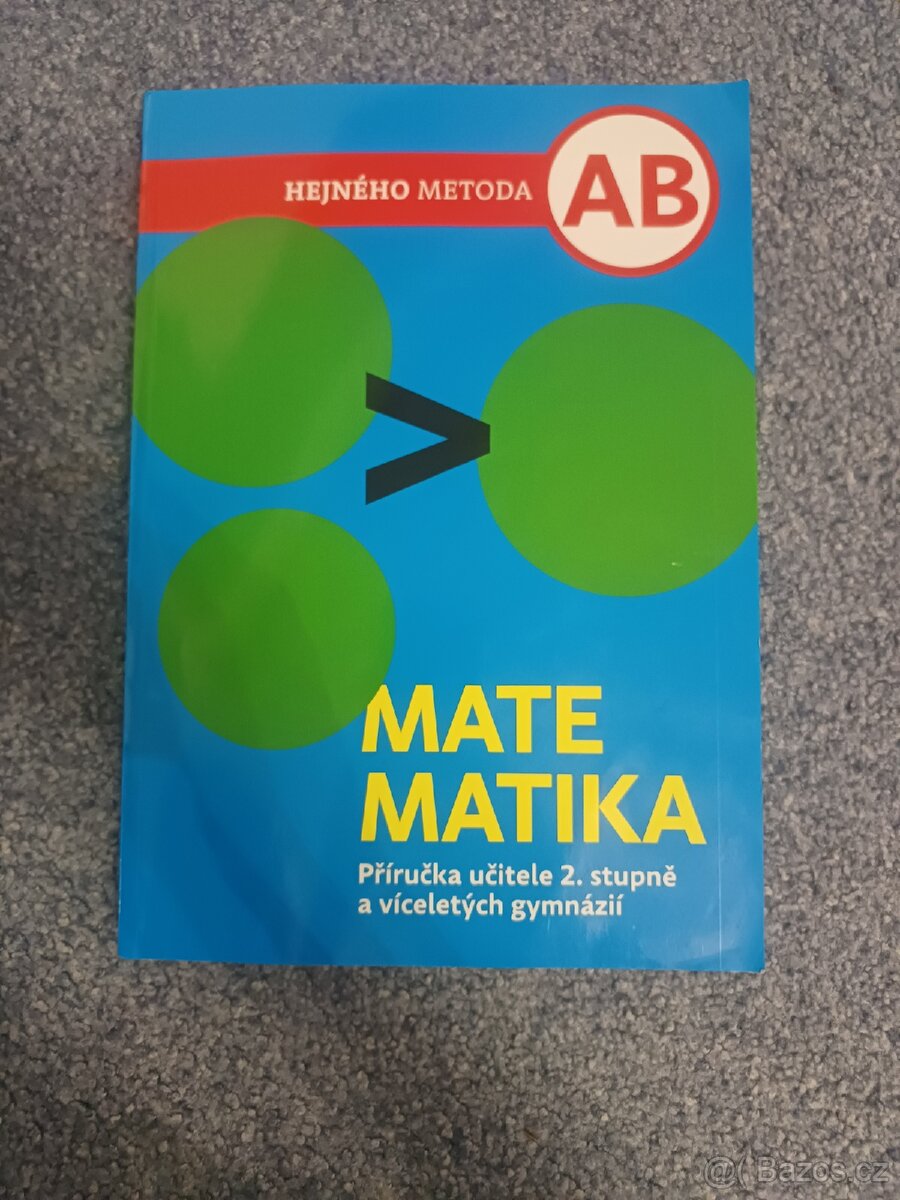 HEJNÉHO METODA
AB
>
MATE
MATIKA
Příručka učitele 2. stupně
a víceletých gymnázií
@( Bazos.cz